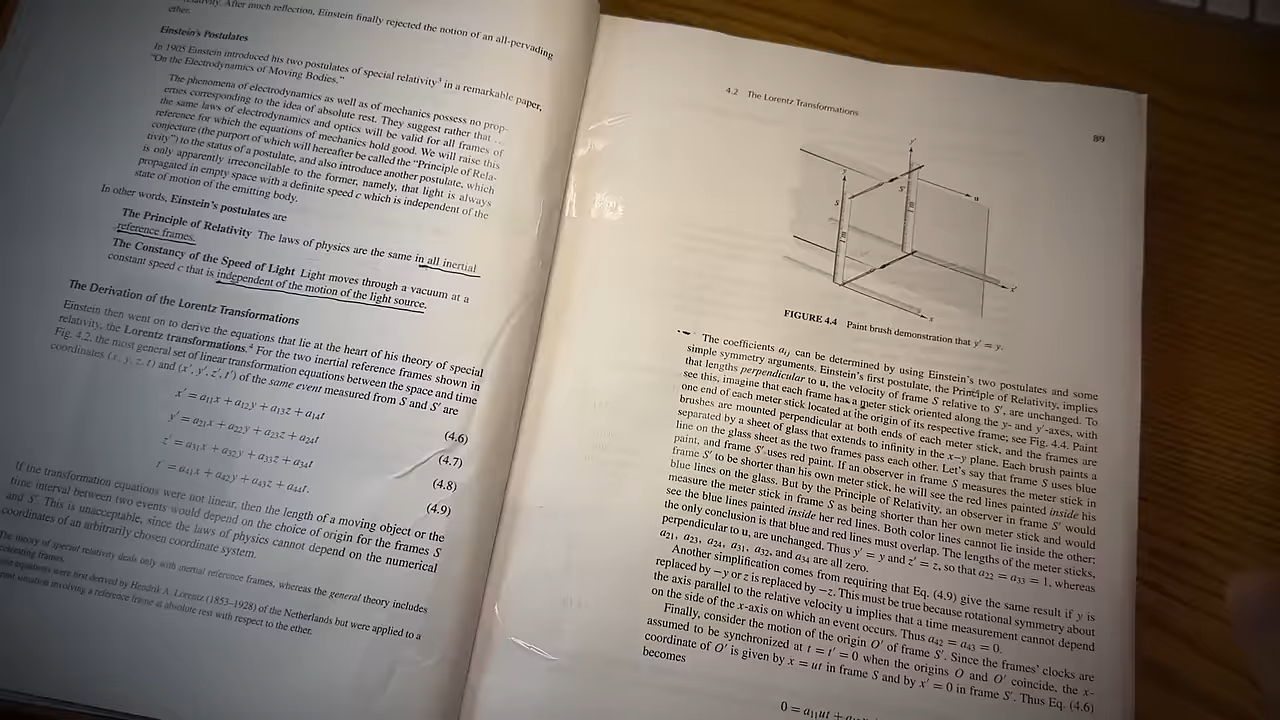 After much reflection, Einstein finally rejected the notion of an all-pervading
ether.
Einstein's Postulates
In 1905 Einstein introduced his two postulates of special relativity³ in a remarkable paper,
"On the Electrodynamics of Moving Bodies."
The phenomena of electrodynamics as well as of mechanics possess no prop-
erties corresponding to the idea of absolute rest. They suggest rather that ...
the same laws of electrodynamics and optics will be valid for all frames of
reference for which the equations of mechanics hold good. We will raise this
conjecture (the purport of which will hereafter be called the "Principle of Rela-
tivity") to the status of a postulate, and also introduce another postulate, which
is only apparently irreconcilable to the former, namely, that light is always
propagated in empty space with a definite speed c which is independent of the
state of motion of the emitting body.
In other words, Einstein's postulates are
The Principle of Relativity The laws of physics are the same in all inertial
reference frames.
The Constancy of the Speed of Light Light moves through a vacuum at a
constant speed c that is independent of the motion of the light source.
The Derivation of the Lorentz Transformations
Einstein then went on to derive the equations that lie at the heart of his theory of special
relativity, the Lorentz transformations.⁴ For the two inertial reference frames shown in
Fig. 4.2, the most general set of linear transformation equations between the space and time
coordinates (x, y, z, t) and (x', y', z', t') of the same event measured from S and S' are
x' = a₁₁x + a₁₂y + a₁₃z + a₁₄t (4.6)
y' = a₂₁x + a₂₂y + a₂₃z + a₂₄t (4.7)
z' = a₃₁x + a₃₂y + a₃₃z + a₃₄t (4.8)
t' = a₄₁x + a₄₂y + a₄₃z + a₄₄t. (4.9)
If the transformation equations were not linear, then the length of a moving object or the
time interval between two events would depend on the choice of origin for the frames S
and S'. This is unacceptable, since the laws of physics cannot depend on the numerical
coordinates of an arbitrarily chosen coordinate system.
theory of special relativity deals only with inertial reference frames, whereas the general theory includes
frames.
equations were first derived by Hendrik A. Lorentz (1853–1928) of the Netherlands but were applied to a
situation involving a reference frame at absolute rest with respect to the ether.
4.2 The Lorentz Transformations
89
y'
y
S'
S
u
1 m
1 m
x'
x
FIGURE 4.4 Paint brush demonstration that y' = y.
The coefficients aᵢⱼ can be determined by using Einstein's two postulates and some
simple symmetry arguments. Einstein's first postulate, the Principle of Relativity, implies
that lengths perpendicular to u, the velocity of frame S relative to S', are unchanged. To
see this, imagine that each frame has a meter stick oriented along the y- and y'-axes, with
one end of each meter stick located at the origin of its respective frame; see Fig. 4.4. Paint
brushes are mounted perpendicular at both ends of each meter stick, and the frames are
separated by a sheet of glass that extends to infinity in the x–y plane. Each brush paints a
line on the glass sheet as the two frames pass each other. Let's say that frame S uses blue
paint, and frame S' uses red paint. If an observer in frame S measures the meter stick in
frame S' to be shorter than his own meter stick, he will see the red lines painted inside his
blue lines on the glass. But by the Principle of Relativity, an observer in frame S' would
measure the meter stick in frame S as being shorter than her own meter stick and would
see the blue lines painted inside her red lines. Both color lines cannot lie inside the other;
the only conclusion is that blue and red lines must overlap. The lengths of the meter sticks,
perpendicular to u, are unchanged. Thus y' = y and z' = z, so that a₂₂ = a₃₃ = 1, whereas
a₂₁, a₂₃, a₂₄, a₃₁, a₃₂, and a₃₄ are all zero.
Another simplification comes from requiring that Eq. (4.9) give the same result if y is
replaced by −y or z is replaced by −z. This must be true because rotational symmetry about
the axis parallel to the relative velocity u implies that a time measurement cannot depend
on the side of the x-axis on which an event occurs. Thus a₄₂ = a₄₃ = 0.
Finally, consider the motion of the origin O' of frame S'. Since the frames' clocks are
assumed to be synchronized at t = t' = 0 when the origins O and O' coincide, the x-
coordinate of O' is given by x = ut in frame S and by x' = 0 in frame S'. Thus Eq. (4.6)
becomes
0 = a₁₁ut +